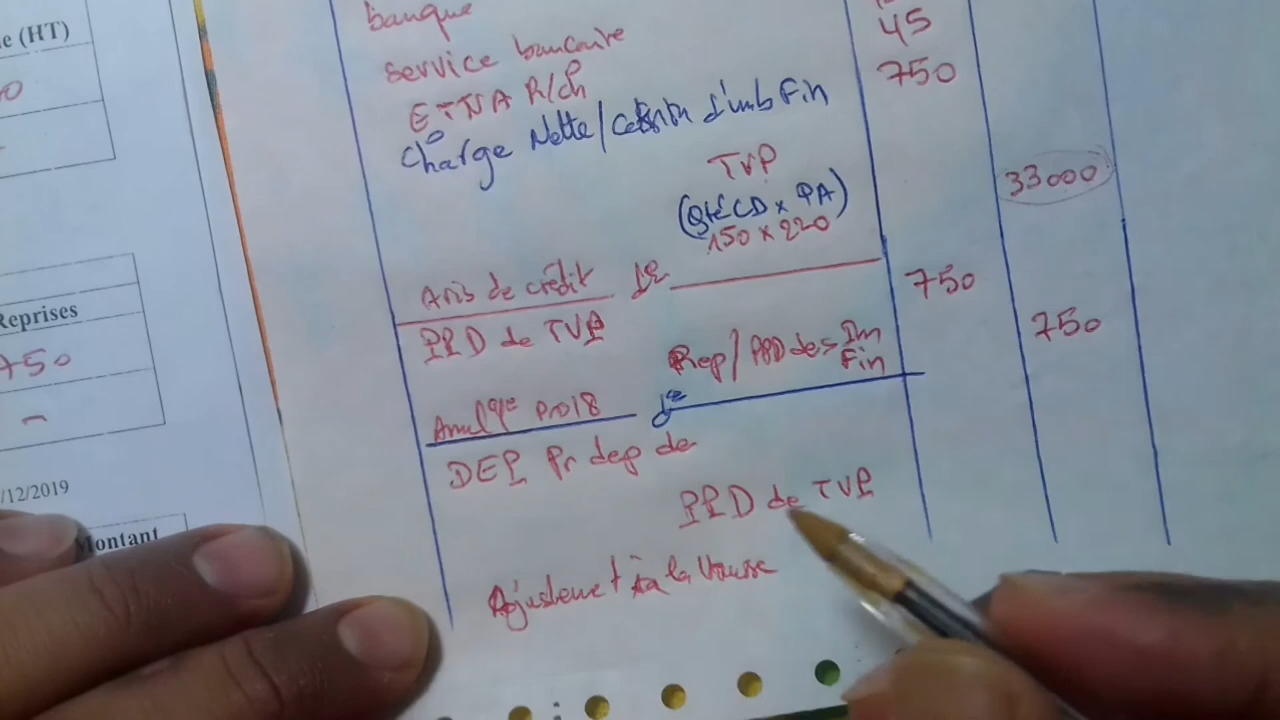 banque
45
service bancaire
750
E TVA R/ch
Charge Nette/Cession d'imb Fin
TVP
33000
(Qté CD x PA)
150 x 220
Avis de crédit
PPD de TVP
750
Rep/PPD des Im Fin
750
DEP Pr dep de
PPD de TVP
Ajustement à la hausse
e (HT)
0
Reprises
750
-
/12/2019
Montant